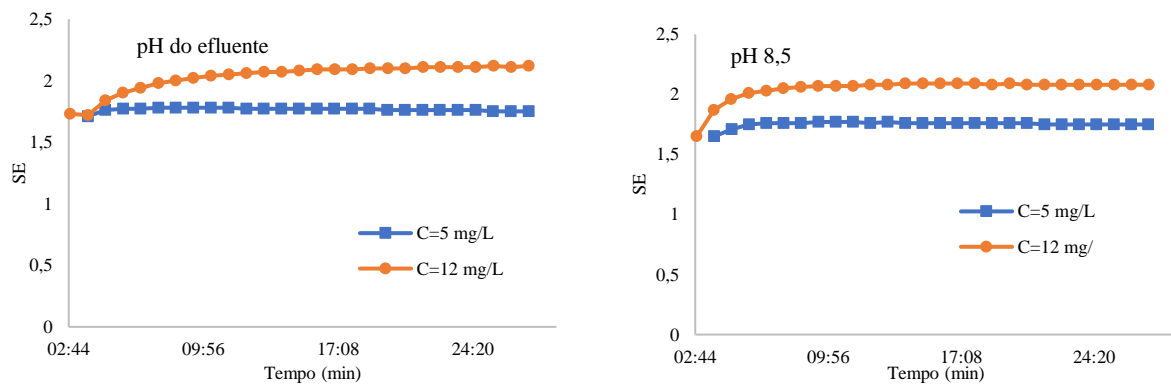 2,5
pH do efluente
2
1,5
SE
1
C=5 mg/L
0,5
C=12 mg/L
0
02:44 09:56 17:08 24:20
Tempo (min)
2,5
pH 8,5
2
1,5
SE
1
C=5 mg/L
C=12 mg/
0,5
0
02:44 09:56 17:08 24:20
Tempo (min)